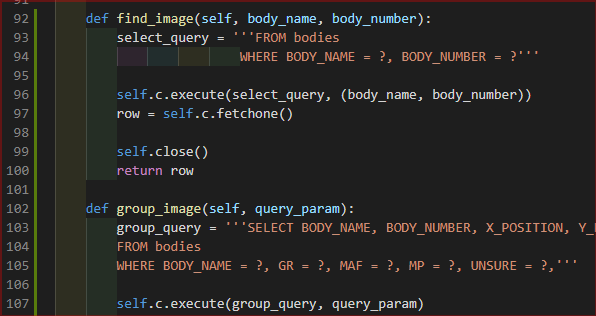 92 def find_image(self, body_name, body_number):
93 select_query = '''FROM bodies
94 WHERE BODY_NAME = ?, BODY_NUMBER = ?'''
95
96 self.c.execute(select_query, (body_name, body_number))
97 row = self.c.fetchone()
98
99 self.close()
100 return row
101
102 def group_image(self, query_param):
103 group_query = '''SELECT BODY_NAME, BODY_NUMBER, X_POSITION,
104 FROM bodies
105 WHERE BODY_NAME = ?, GR = ?, MAF = ?, MP = ?, UNSURE = ?,'''
106
107 self.c.execute(group_query, query_param)